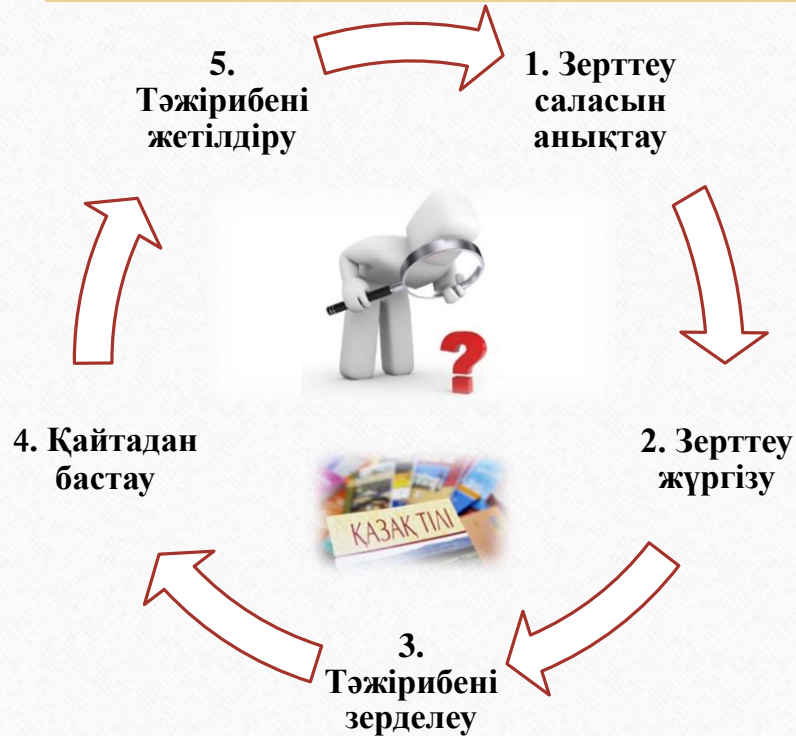 5.
Тәжірибені
жетілдіру
1. Зерттеу
саласын
анықтау
4. Қайтадан
бастау
2. Зерттеу
жүргізу
ҚАЗАҚ ТІЛІ
3.
Тәжірибені
зерделеу